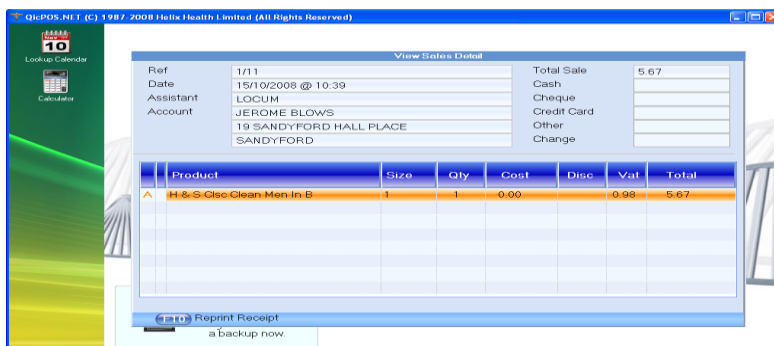 QicPOS.NET (C) 1987-2008 Helix Health Limited (All Rights Reserved)
Nov
10
Lookup Calendar
Calculator
View Sales Detail
Ref 1/11 Total Sale 5.67
Date 15/10/2008 @ 10:39 Cash
Assistant LOCUM Cheque
Account JEROME BLOWS Credit Card
19 SANDYFORD HALL PLACE Other
SANDYFORD Change
Product Size Qty Cost Disc Vat Total
A H & S Clsc Clean Men In B 1 1 0.00 0.98 5.67
F10 Reprint Receipt
a backup now.